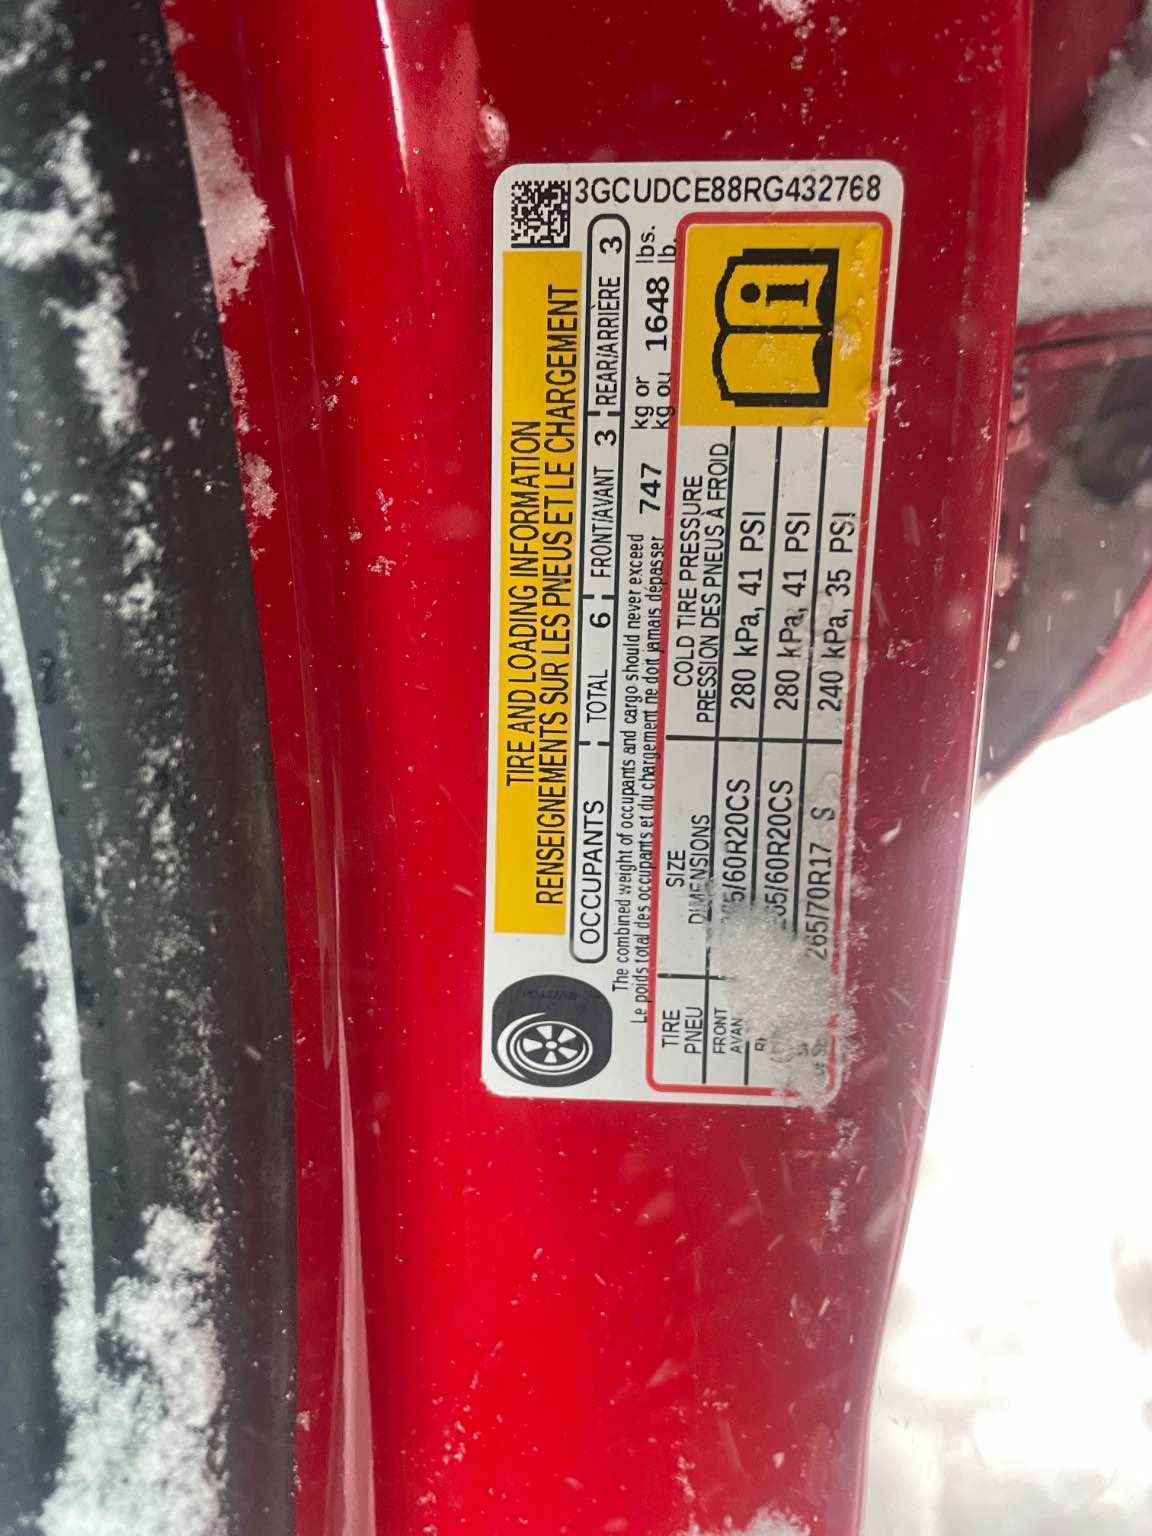 3GCUDCE88RG432768
TIRE AND LOADING INFORMATION
RENSEIGNEMENTS SUR LES PNEUS ET LE CHARGEMENT
OCCUPANTS TOTAL 6 FRONT/AVANT 3 REAR/ARRIÈRE 3
The combined weight of occupants and cargo should never exceed 747 kg or 1648 lbs.
Le poids total des occupants et du chargement ne doit jamais dépasser kg ou lb.
TIRE SIZE COLD TIRE PRESSURE
PNEU DIMENSIONS PRESSION DES PNEUS À FROID
FRONT 5/60R20CS 280 kPa, 41 PSI
AVAN
5/60R20CS 280 kPa, 41 PSI
265/70R17 S 240 kPa, 35 PSI